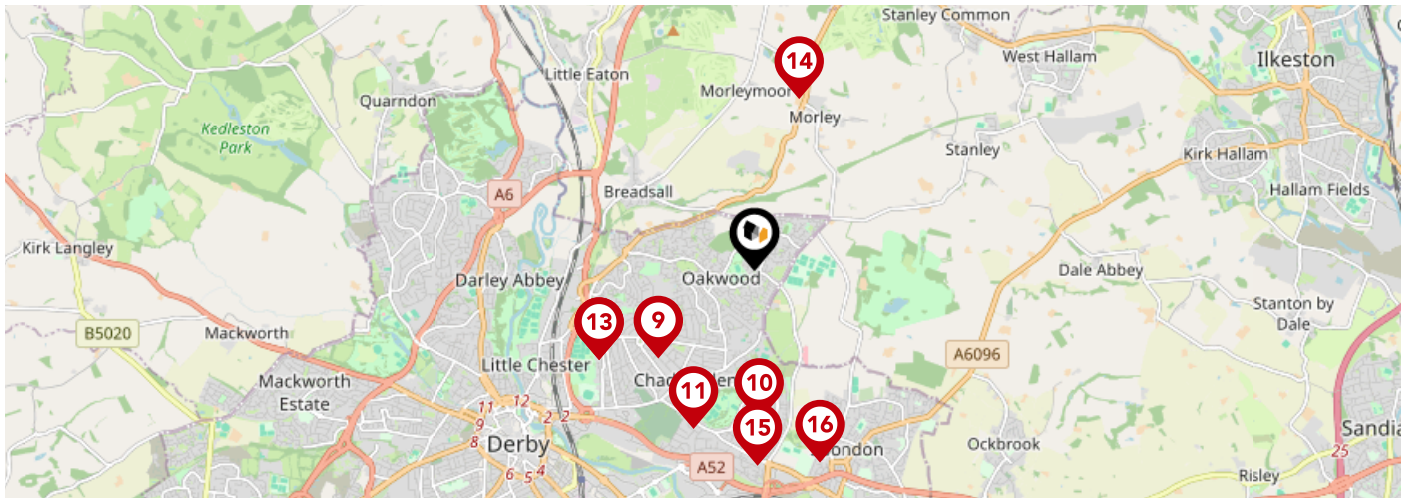 Stanley Common
14
West Hallam
Ilkeston
Little Eaton
Morleymoor
Quarndon
Morley
Kedleston
Park
Stanley
Kirk Hallam
A6
Breadsall
Hallam Fields
Kirk Langley
Oakwood
Darley Abbey
Dale Abbey
Stanton by
Dale
B5020
Mackworth
13
9
A6096
Little Chester
Mackworth
Estate
10
11
12
11
2
2
9
8
15
16
Derby
Ockbrook
A52
6
5
4
25
Risley